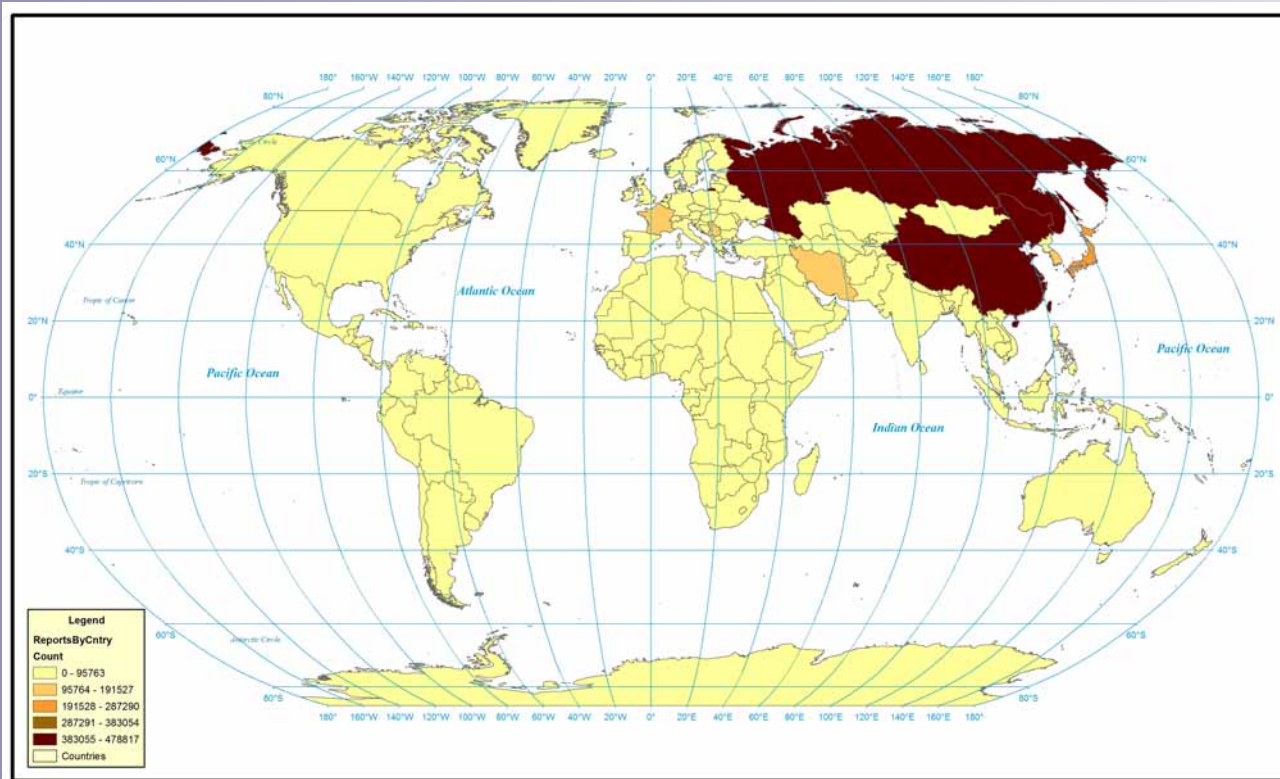 180° 160°W 140°W 120°W 100°W 80°W 60°W 40°W 20°W 0° 20°E 40°E 60°E 80°E 100°E 120°E 140°E 160°E 180°
80°N 80°N
Circle
60°N 60°N
40°N 40°N
Atlantic Ocean
Tropic of Cancer
20°N 20°N
Pacific Ocean
Pacific Ocean
Equator
0° 0°
Indian Ocean
20°S 20°S
Tropic of Capricorn
40°S 40°S
60°S 60°S
Antarctic Circle
80°S 80°S
180° 160°W 140°W 120°W 100°W 80°W 60°W 40°W 20°W 0° 20°E 40°E 60°E 80°E 100°E 120°E 140°E 160°E 180°
Legend
ReportsByCntry
Count
0 - 95763
95764 - 191527
191528 - 287290
287291 - 383054
383055 - 478817
Countries